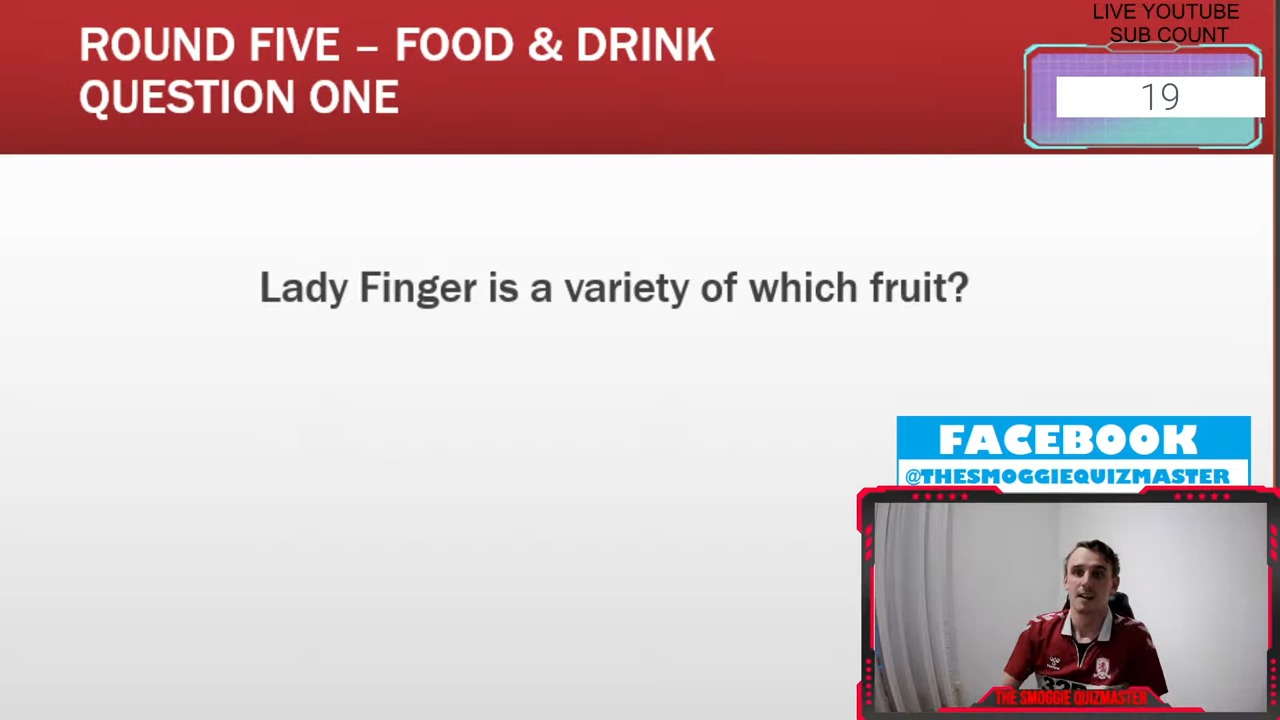 ROUND FIVE – FOOD & DRINK
QUESTION ONE
LIVE YOUTUBE
SUB COUNT
19
Lady Finger is a variety of which fruit?
FACEBOOK
@THESMOGGIEQUIZMASTER
THE SMOGGIE QUIZMASTER